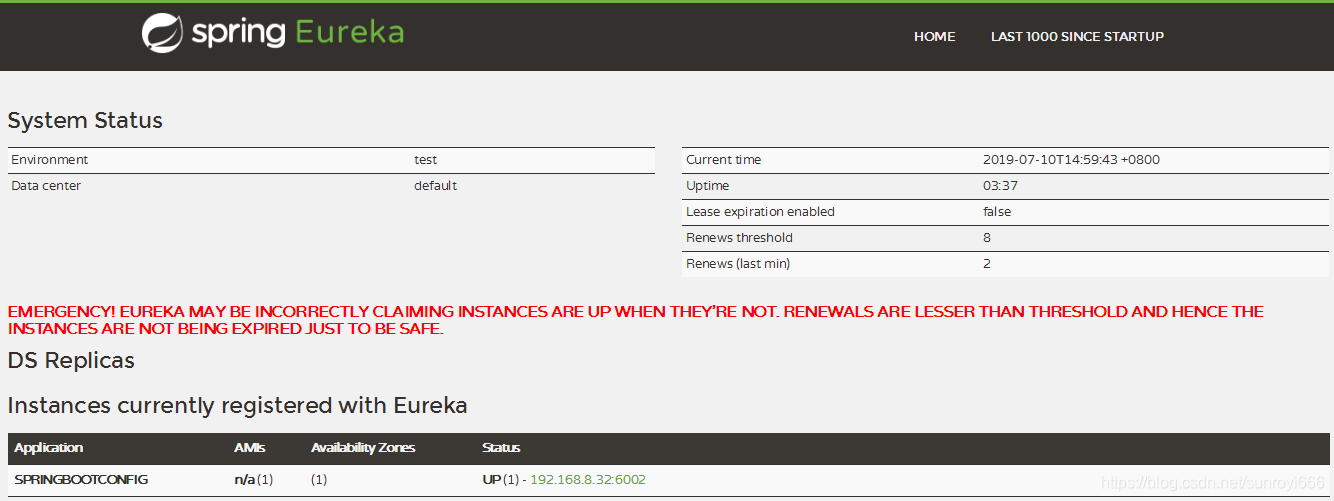 spring Eureka
HOME LAST 1000 SINCE STARTUP
System Status
Environment test
Data center default
Current time 2019-07-10T14:59:43 +0800
Uptime 03:37
Lease expiration enabled false
Renews threshold 8
Renews (last min) 2
EMERGENCY! EUREKA MAY BE INCORRECTLY CLAIMING INSTANCES ARE UP WHEN THEY'RE NOT. RENEWALS ARE LESSER THAN THRESHOLD AND HENCE THE
INSTANCES ARE NOT BEING EXPIRED JUST TO BE SAFE.
DS Replicas
Instances currently registered with Eureka
Application AMIs Availability Zones Status
SPRINGBOOTCONFIG n/a (1) (1) UP (1) - 192.168.8.32:6002
https://blog.csdn.net/sunroyi666